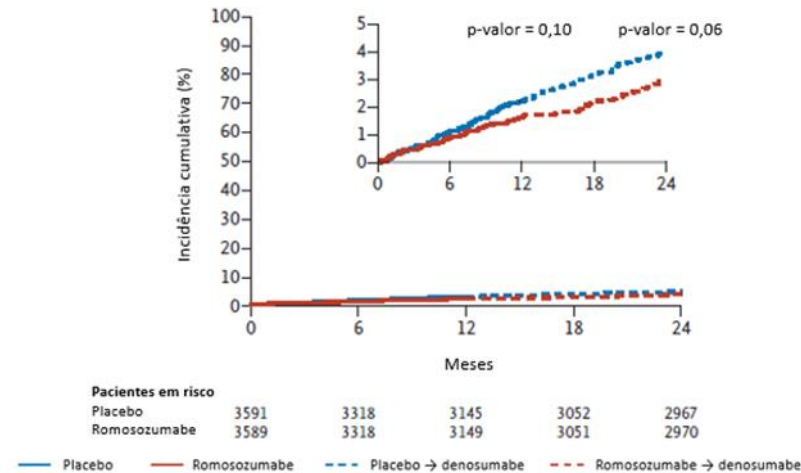 100
90
80
70
60
50
40
30
20
10
0
Incidência cumulativa (%)
5
4
3
2
1
0
p-valor = 0,10 p-valor = 0,06
0 6 12 18 24
0 6 12 18 24
Meses
Pacientes em risco
Placebo 3591 3318 3145 3052 2967
Romosozumabe 3589 3318 3149 3051 2970
Placebo Romosozumabe Placebo → denosumabe Romosozumabe → denosumabe